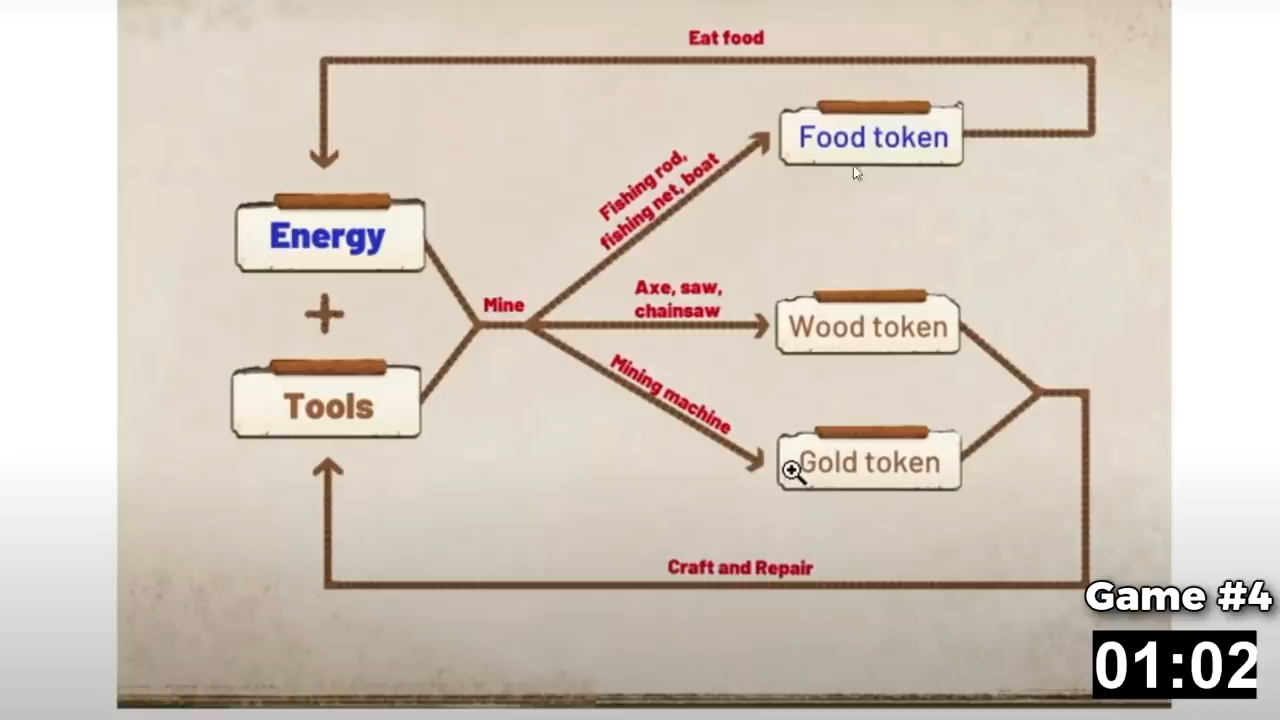 Eat food
Food token
Fishing rod,
fishing net, boat
Energy
Mine
Axe, saw,
chainsaw
Wood token
Tools
Mining machine
Gold token
Craft and Repair
Game #4
01:02